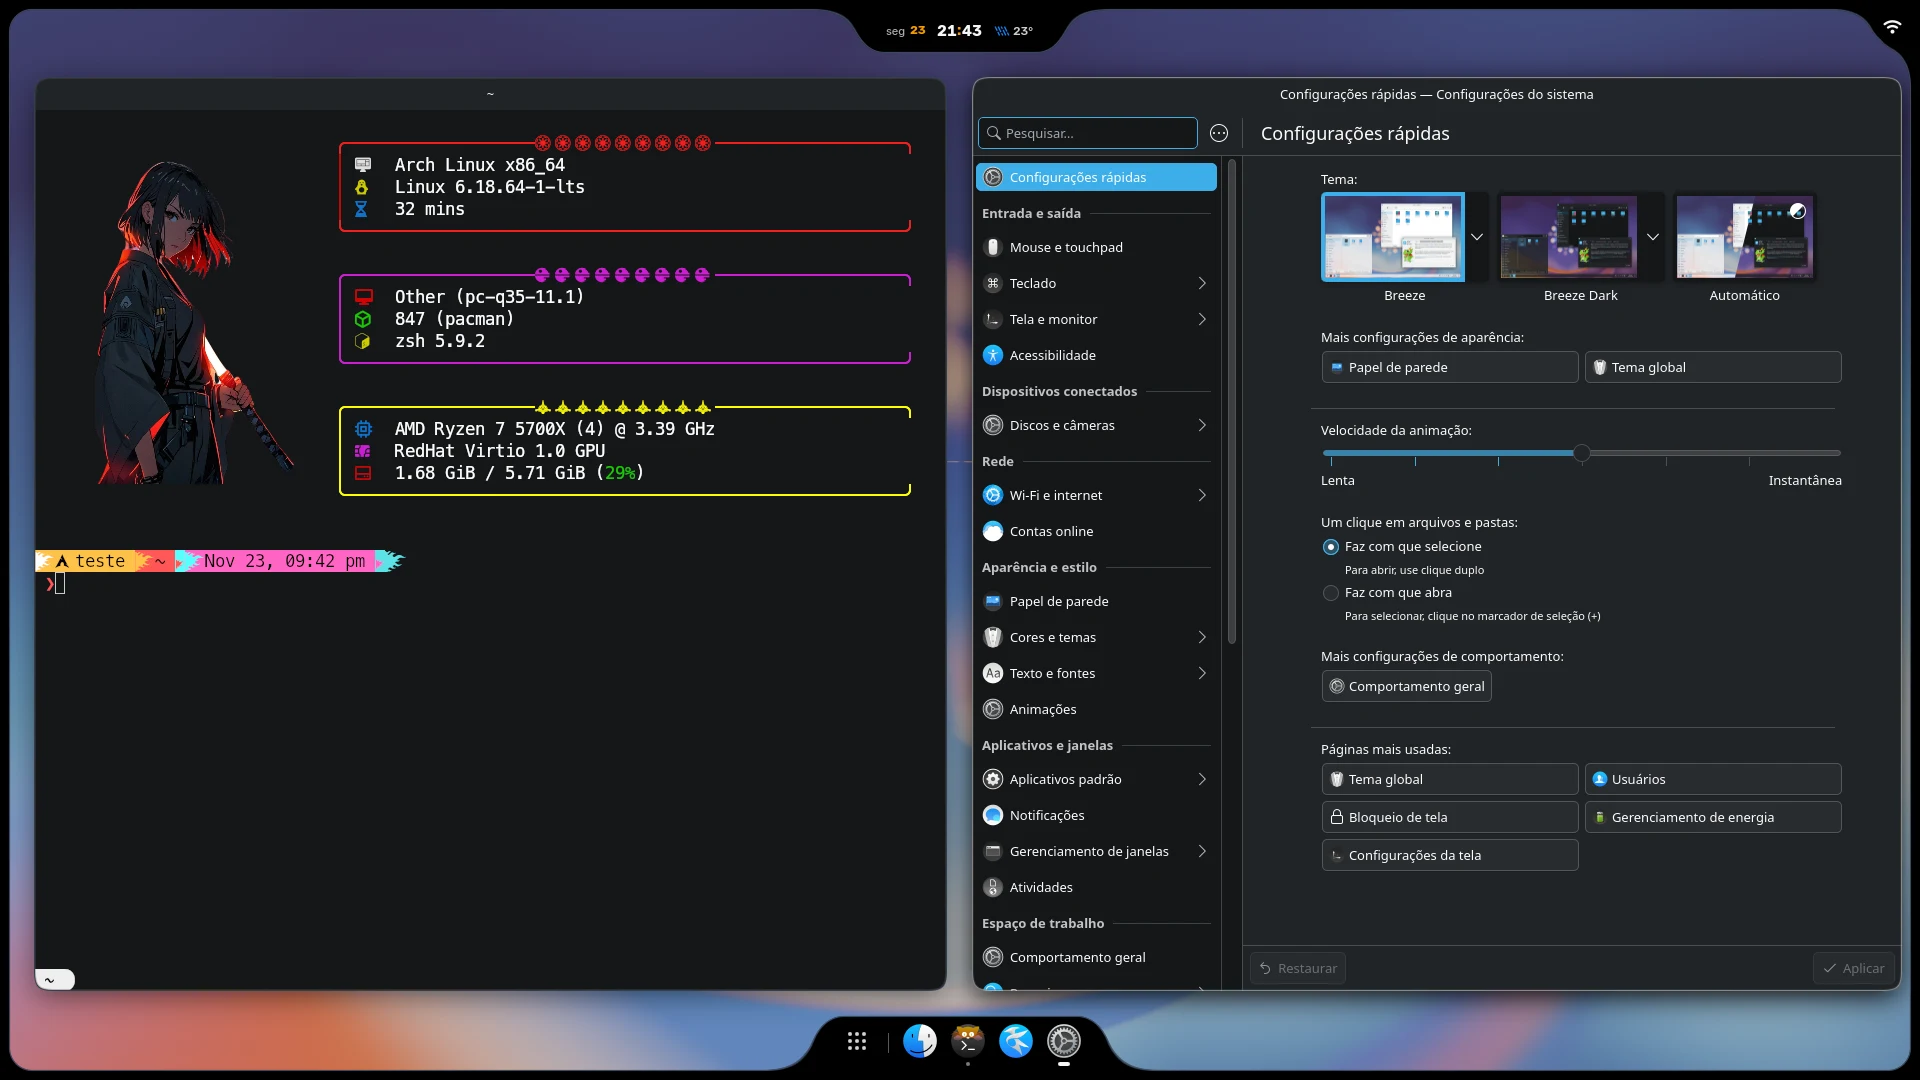 seg 23 21:43 23°
~
Arch Linux x86_64
Linux 6.18.64-1-lts
32 mins
Other (pc-q35-11.1)
847 (pacman)
zsh 5.9.2
AMD Ryzen 7 5700X (4) @ 3.39 GHz
RedHat Virtio 1.0 GPU
1.68 GiB / 5.71 GiB (29%)
teste ~ Nov 23, 09:42 pm
❯
~
Configurações rápidas — Configurações do sistema
Pesquisar...
Configurações rápidas
Configurações rápidas
Entrada e saída
Mouse e touchpad
Teclado
Tela e monitor
Acessibilidade
Dispositivos conectados
Discos e câmeras
Rede
Wi-Fi e internet
Contas online
Aparência e estilo
Papel de parede
Cores e temas
Aa Texto e fontes
Animações
Aplicativos e janelas
Aplicativos padrão
Notificações
Gerenciamento de janelas
Atividades
Espaço de trabalho
Comportamento geral
Tema:
Breeze
Breeze Dark
Automático
Mais configurações de aparência:
Papel de parede
Tema global
Velocidade da animação:
Lenta
Instantânea
Um clique em arquivos e pastas:
Faz com que selecione
Para abrir, use clique duplo
Faz com que abra
Para selecionar, clique no marcador de seleção (+)
Mais configurações de comportamento:
Comportamento geral
Páginas mais usadas:
Tema global
Usuários
Bloqueio de tela
Gerenciamento de energia
Configurações da tela
Restaurar
Aplicar